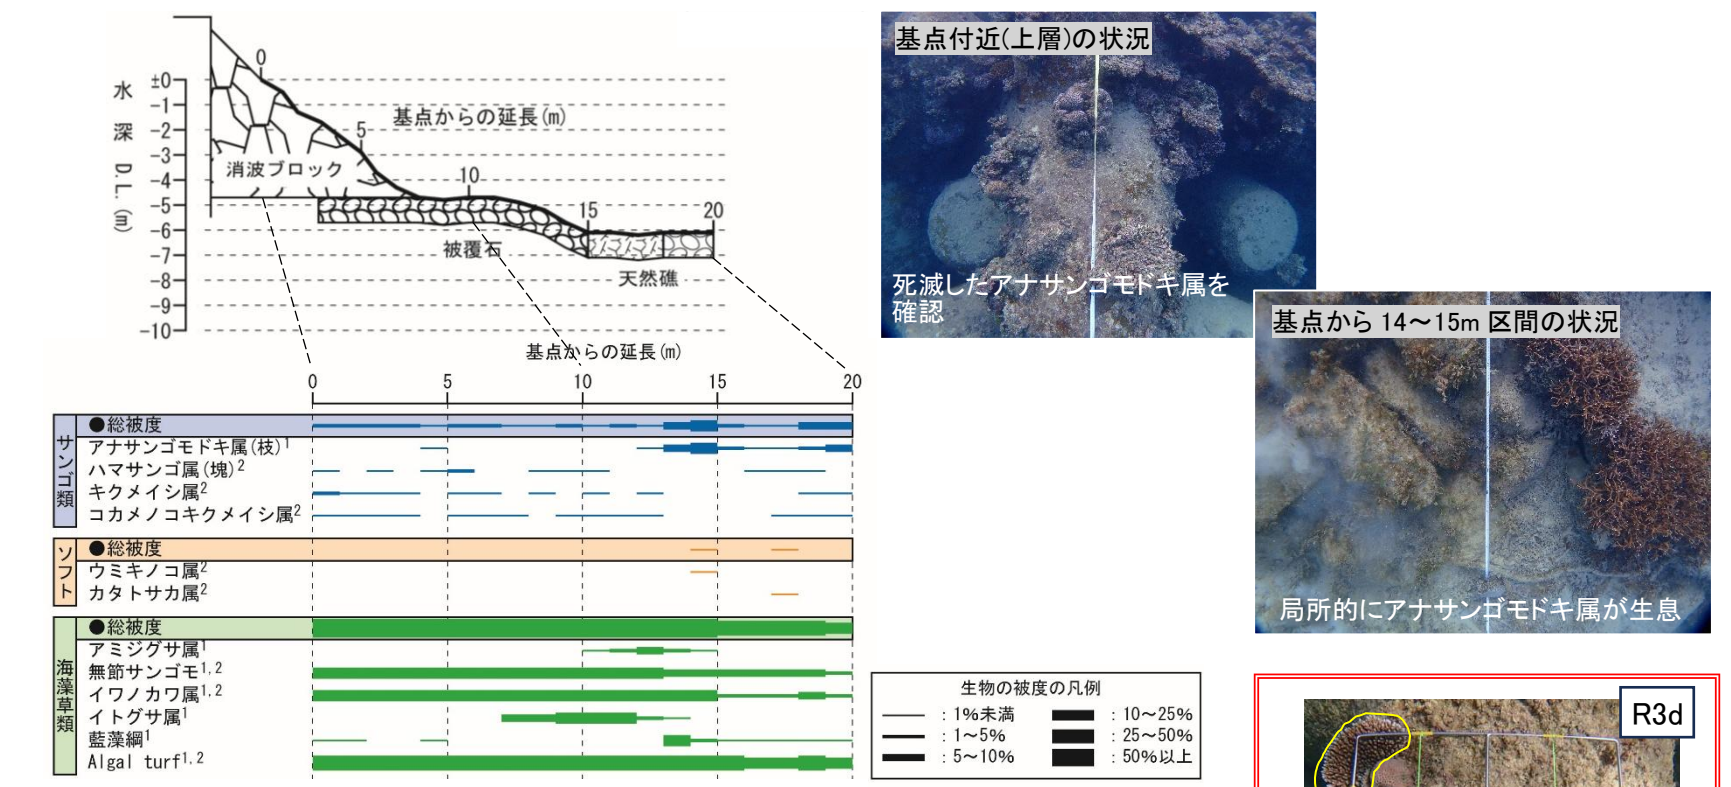 0
水深 D.L. (m)
±0
-1
-2
-3
-4
-5
-6
-7
-8
-9
-10
基点からの延長(m)
5
消波ブロック
10
15
20
被覆石
天然礁
基点からの延長(m)
0 5 10 15 20
サンゴ類
●総被度
アナサンゴモドキ属(枝)1
ハマサンゴ属(塊)2
キクメイシ属2
コカメノコキクメイシ属2
ソフト
●総被度
ウミキノコ属2
カタトサカ属2
海藻草類
●総被度
アミジグサ属1
無節サンゴモ1,2
イワノカワ属1,2
イトグサ属1
藍藻綱1
Algal turf1,2
生物の被度の凡例
:1%未満 :10~25%
:1~5% :25~50%
:5~10% :50%以上
基点付近(上層)の状況
死滅したアナサンゴモドキ属を
確認
基点から 14~15m 区間の状況
局所的にアナサンゴモドキ属が生息
R3d